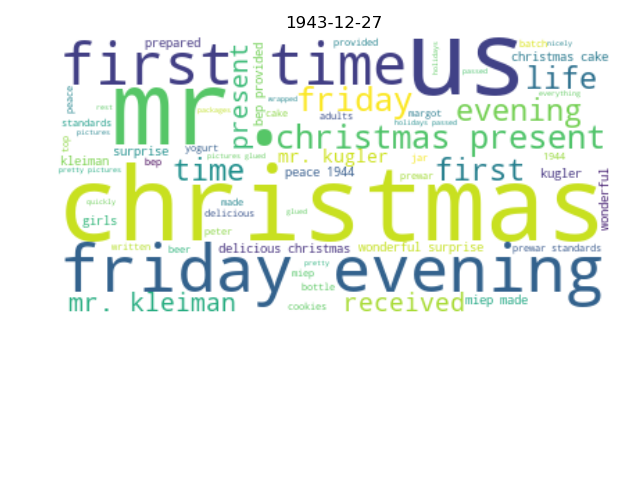 1943-12-27
prepared
provided
batch
nicely
first time
us
holidays
passed
christmas cake
life
everything
peace
present
bep provided
wrapped
friday
packages
rest
mr.
standards
pictures
cake
adults
margot
evening
holidays passed
christmas present
top
surprise
yogurt
kleiman
bep
pictures glued
mr. kugler
jar
1944
pretty pictures
time
peace 1944
premar
first
kugler
wonderful
christmas
quickly
made
delicious
glued
girls
peter
written
beer
delicious christmas
wonderful surprise
premar standards
friday evening
pretty
miep
bottle
mr. kleiman
cookies
received
miep made